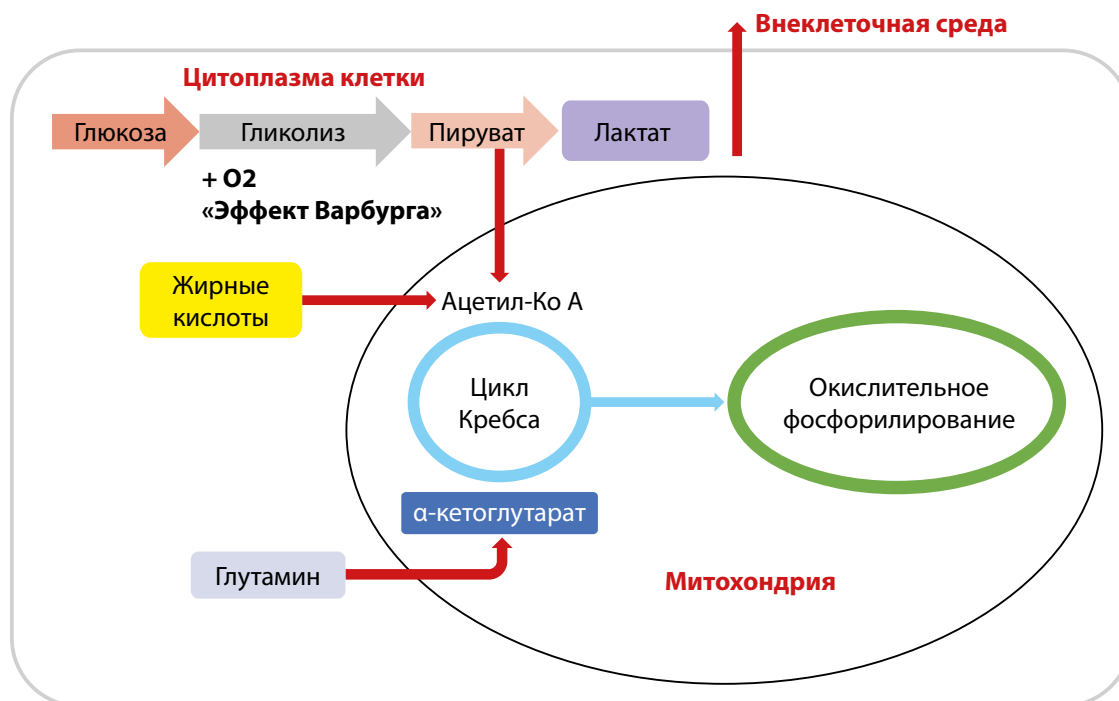 Внеклеточная среда
Цитоплазма клетки
Глюкоза
Гликолиз
Пируват
Лактат
+ O2
«Эффект Варбурга»
Жирные
кислоты
Ацетил-Ко А
Цикл
Кребса
Окислительное
фосфорилирование
α-кетоглутарат
Глутамин
Митохондрия